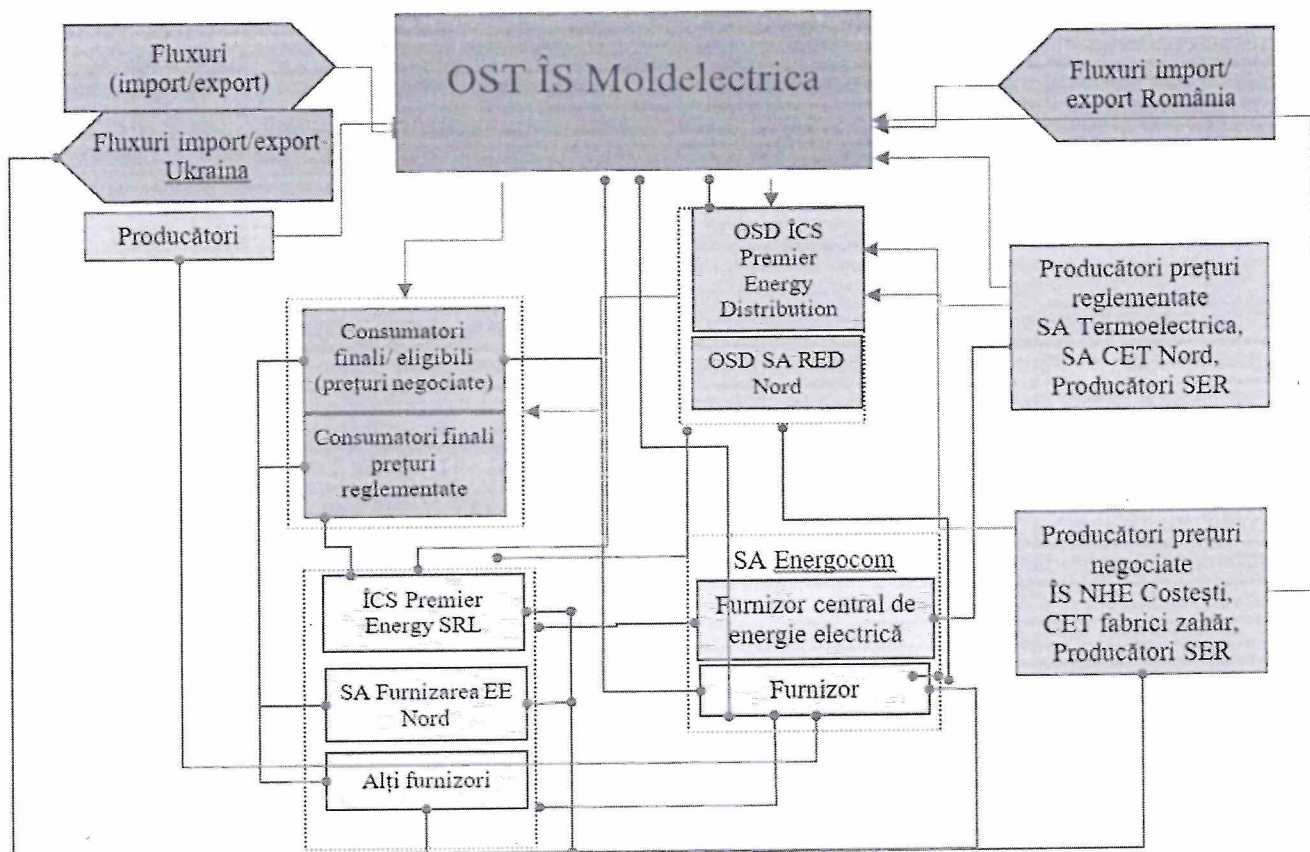 Fluxuri
(import/export)
OST ÎS Moldelectrica
Fluxuri import/
export România
Fluxuri import/export
Ukraina
Producători
OSD ÎCS
Premier
Energy
Distribution
OSD SA RED
Nord
Producători prețuri
reglementate
SA Termoelectrica,
SA CET Nord,
Producători SER
Consumatori
finali/ eligibili
(prețuri negociate)
Consumatori finali
prețuri
reglementate
Producători prețuri
negociate
ÎS NHE Costești,
CET fabrici zahăr,
Producători SER
SA Energocom
Furnizor central de
energie electrică
Furnizor
ÎCS Premier
Energy SRL
SA Furnizarea EE
Nord
Alți furnizori